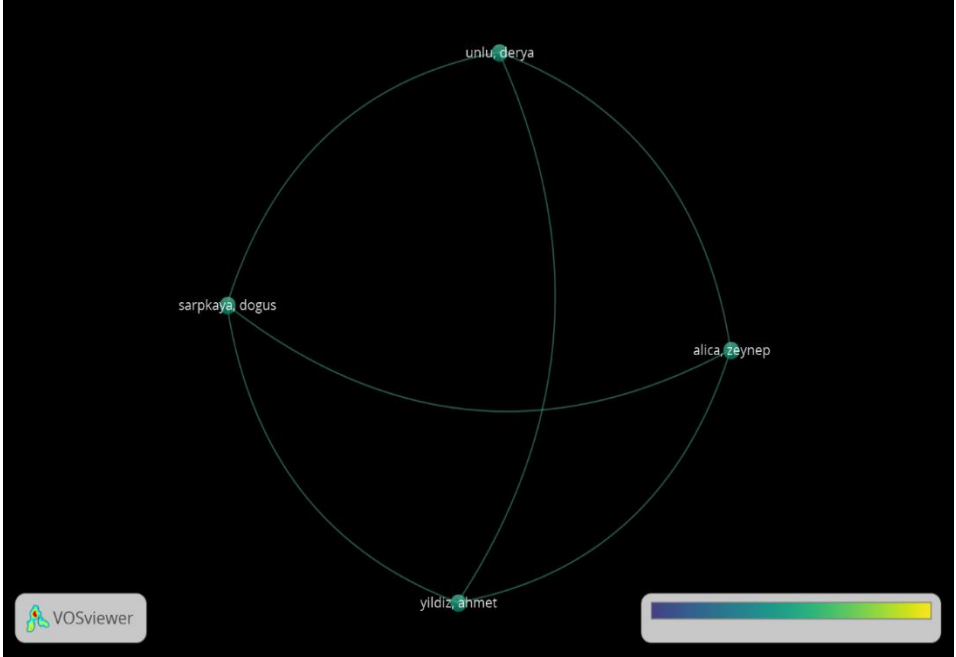 unlu, derya
sarpkaya, dogus
alica, zeynep
yildiz, ahmet
VOSviewer